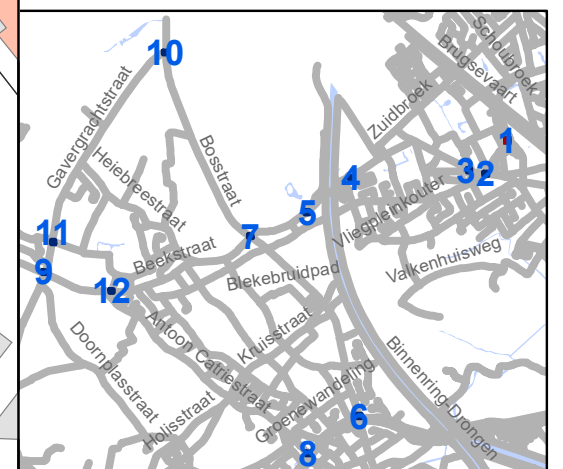 Schoubroek
Brugsevaart
10
Gavergrachtstraat
Zuidbroek
Bosstraat
1
Heiebreestraat
3
2
4
Vliegpleinkouter
5
11
7
Beekstraat
Valkenhuisweg
9
Blekebruidpad
12
Antoon Catriestraat
Kruisstraat
Doornplasstraat
Binnenring-Drongen
Groenewandeling
Holisstraat
6
8